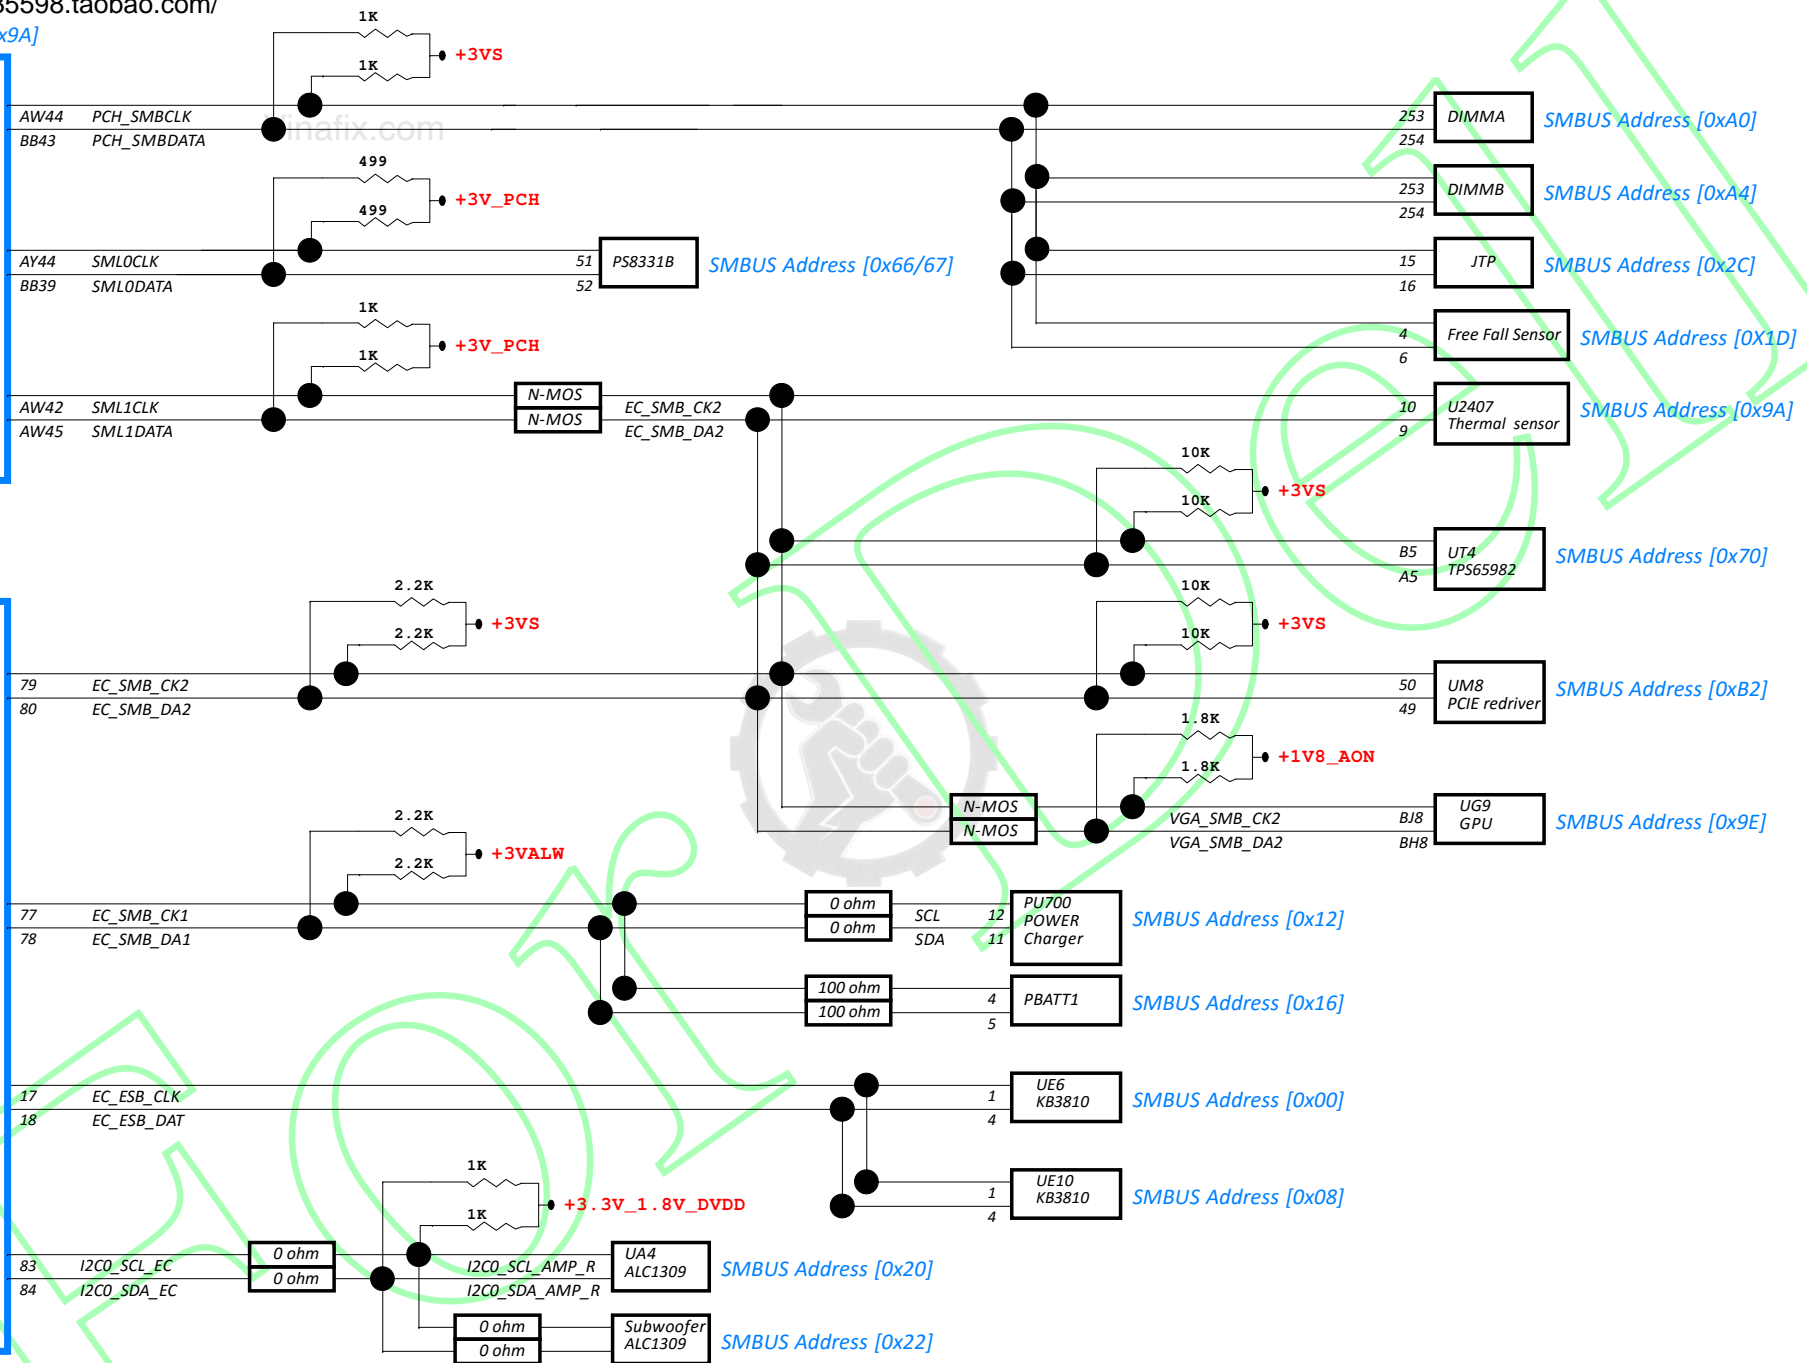 35598.taobao.com/
x9A]
1K
1K
+3VS
AW44 PCH_SMBCLK
BB43 PCH_SMBDATA
Vinafix.com
253 DIMMA
254
SMBUS Address [0xA0]
499
499
+3V_PCH
253 DIMMB
254
SMBUS Address [0xA4]
AY44 SML0CLK
BB39 SML0DATA
51 PS8331B
52
SMBUS Address [0x66/67]
15 JTP
16
SMBUS Address [0x2C]
1K
1K
+3V_PCH
4 Free Fall Sensor
6
SMBUS Address [0X1D]
AW42 SML1CLK
AW45 SML1DATA
N-MOS
N-MOS
EC_SMB_CK2
EC_SMB_DA2
10 U2407
9 Thermal sensor
SMBUS Address [0x9A]
10K
10K
+3VS
B5 UT4
A5 TPS65982
SMBUS Address [0x70]
2.2K
2.2K
+3VS
10K
10K
+3VS
79 EC_SMB_CK2
80 EC_SMB_DA2
50 UM8
49 PCIE redriver
SMBUS Address [0xB2]
1.8K
1.8K
+1V8_AON
N-MOS
N-MOS
VGA_SMB_CK2
VGA_SMB_DA2
BJ8
BH8
UG9
GPU
SMBUS Address [0x9E]
2.2K
2.2K
+3VALW
77 EC_SMB_CK1
78 EC_SMB_DA1
0 ohm
0 ohm
SCL 12
SDA 11
PU700
POWER
Charger
SMBUS Address [0x12]
100 ohm
100 ohm
4
5
PBATT1
SMBUS Address [0x16]
17 EC_ESB_CLK
18 EC_ESB_DAT
1 UE6
4 KB3810
SMBUS Address [0x00]
1 UE10
4 KB3810
SMBUS Address [0x08]
1K
1K
+3.3V_1.8V_DVDD
83 I2C0_SCL_EC
84 I2C0_SDA_EC
0 ohm
0 ohm
I2C0_SCL_AMP_R
I2C0_SDA_AMP_R
UA4
ALC1309
SMBUS Address [0x20]
0 ohm
0 ohm
Subwoofer
ALC1309
SMBUS Address [0x22]
For Dell